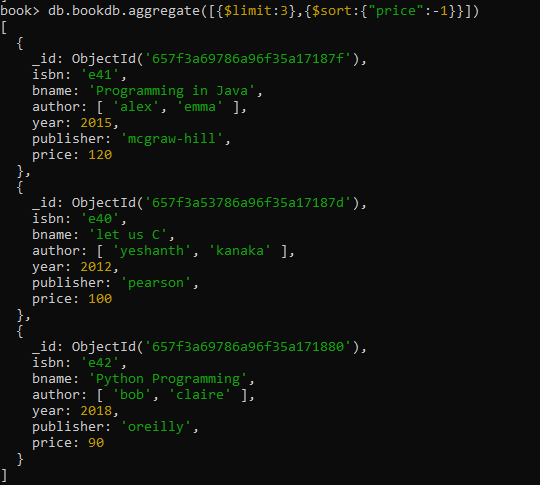 book> db.bookdb.aggregate([{$limit:3},{$sort:{"price":-1}}])
[
  {
    _id: ObjectId('657f3a69786a96f35a17187f'),
    isbn: 'e41',
    bname: 'Programming in Java',
    author: [ 'alex', 'emma' ],
    year: 2015,
    publisher: 'mcgraw-hill',
    price: 120
  },
  {
    _id: ObjectId('657f3a53786a96f35a17187d'),
    isbn: 'e40',
    bname: 'let us C',
    author: [ 'yeshanth', 'kanaka' ],
    year: 2012,
    publisher: 'pearson',
    price: 100
  },
  {
    _id: ObjectId('657f3a69786a96f35a171880'),
    isbn: 'e42',
    bname: 'Python Programming',
    author: [ 'bob', 'claire' ],
    year: 2018,
    publisher: 'oreilly',
    price: 90
  }
]